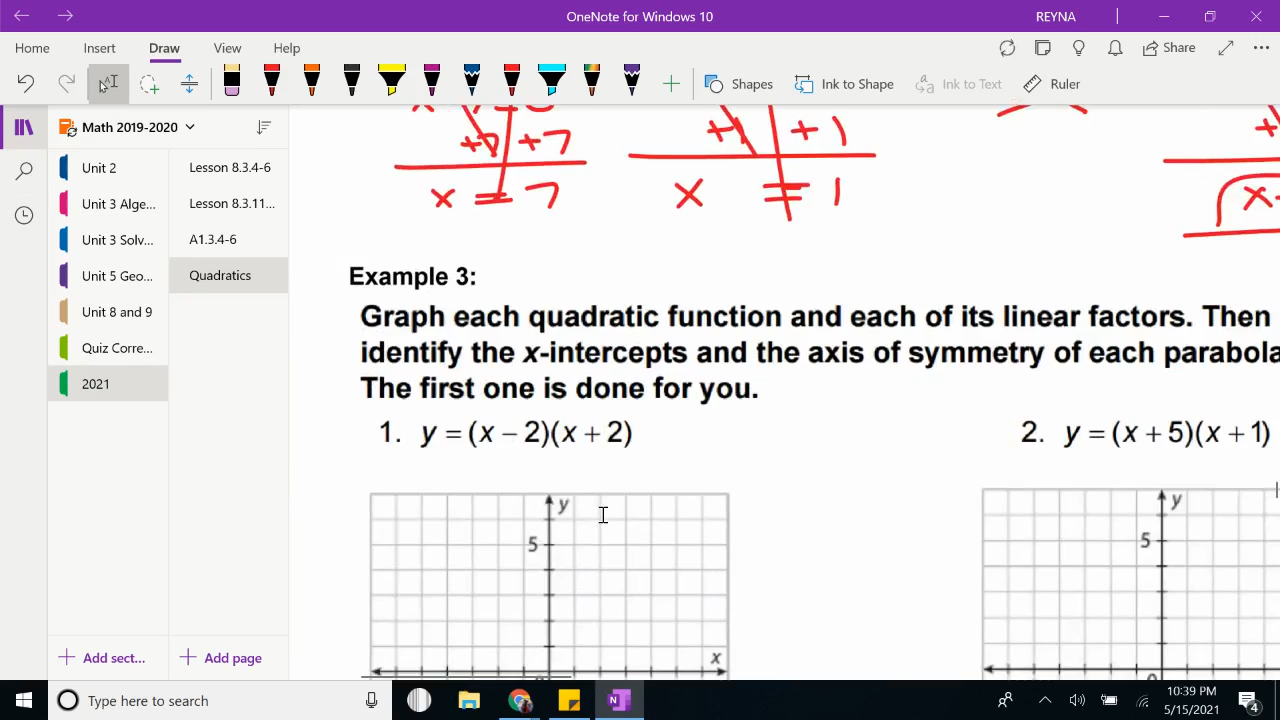 OneNote for Windows 10
REYNA
Home Insert Draw View Help
Share
Shapes Ink to Shape Ink to Text Ruler
Math 2019-2020
Unit 2
Unit 3 Alge...
Unit 3 Solv...
Unit 5 Geo...
Unit 8 and 9
Quiz Corre...
2021
Add sect...
Lesson 8.3.4-6
Lesson 8.3.11...
A1.3.4-6
Quadratics
Add page
+7 +7
x = 7
+1 + 1
x = 1
Example 3:
Graph each quadratic function and each of its linear factors. Then
identify the x-intercepts and the axis of symmetry of each parabola
The first one is done for you.
1. y = (x − 2)(x + 2)
2. y = (x + 5)(x + 1)
y
5
x
y
5
Type here to search
10:39 PM
5/15/2021
4